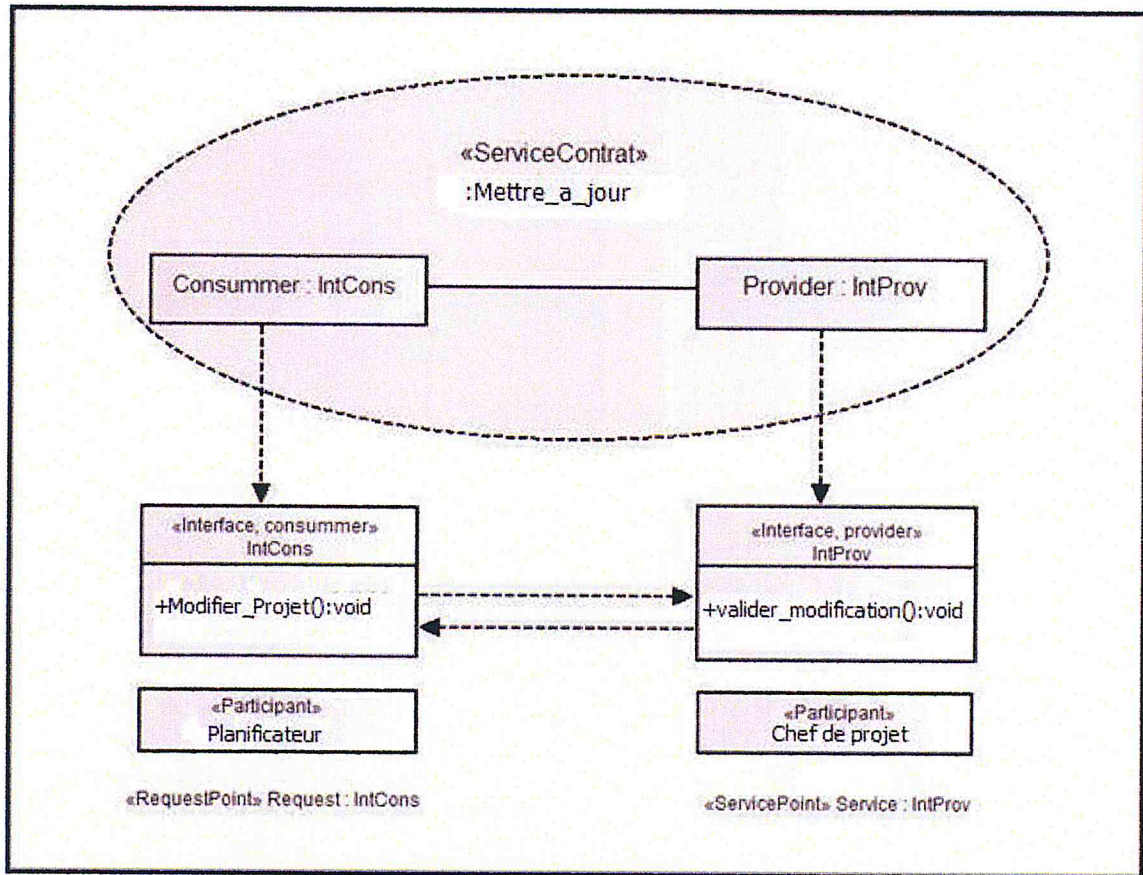 «ServiceContrat»
:Mettre_a_jour
Consummer : IntCons
Provider : IntProv
«Interface, consummer»
IntCons
+Modifier_Projet():void
«Interface, provider»
IntProv
+valider_modification():void
«Participant»
Planificateur
«Participant»
Chef de projet
«RequestPoint» Request : IntCons
«ServicePoint» Service : IntProv